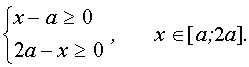 { x − a ≥ 0
2a − x ≥ 0 , x ∈ [a;2a].